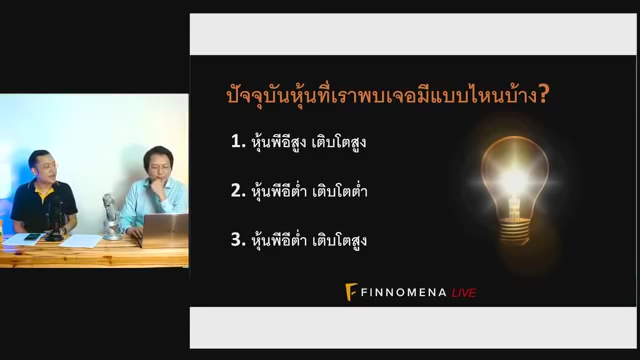 ปัจจุบันหุ้นที่เราพบเจอมีแบบไหนบ้าง?
1. หุ้นพีอีสูง เติบโตสูง
2. หุ้นพีอีต่ำ เติบโตต่ำ
3. หุ้นพีอีต่ำ เติบโตสูง
FINNOMENA LIVE